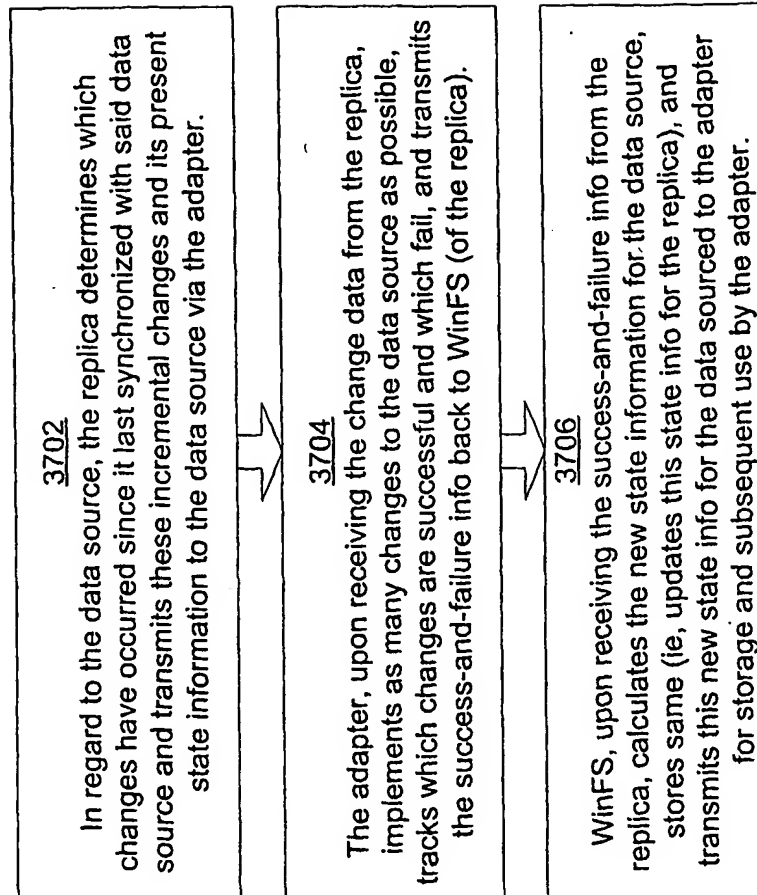 3702
In regard to the data source, the replica determines which
changes have occurred since it last synchronized with said data
source and transmits these incremental changes and its present
state information to the data source via the adapter.
3704
The adapter, upon receiving the change data from the replica,
implements as many changes to the data source as possible,
tracks which changes are successful and which fail, and transmits
the success-and-failure info back to WinFS (of the replica).
3706
WinFS, upon receiving the success-and-failure info from the
replica, calculates the new state information for the data source,
stores same (ie, updates this state info for the replica), and
transmits this new state info for the data sourced to the adapter
for storage and subsequent use by the adapter.